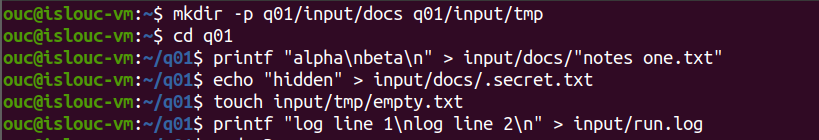 ouc@islouc-vm:~$ mkdir -p q01/input/docs q01/input/tmp
ouc@islouc-vm:~$ cd q01
ouc@islouc-vm:~/q01$ printf "alpha\nbeta\n" > input/docs/"notes one.txt"
ouc@islouc-vm:~/q01$ echo "hidden" > input/docs/.secret.txt
ouc@islouc-vm:~/q01$ touch input/tmp/empty.txt
ouc@islouc-vm:~/q01$ printf "log line 1\nlog line 2\n" > input/run.log